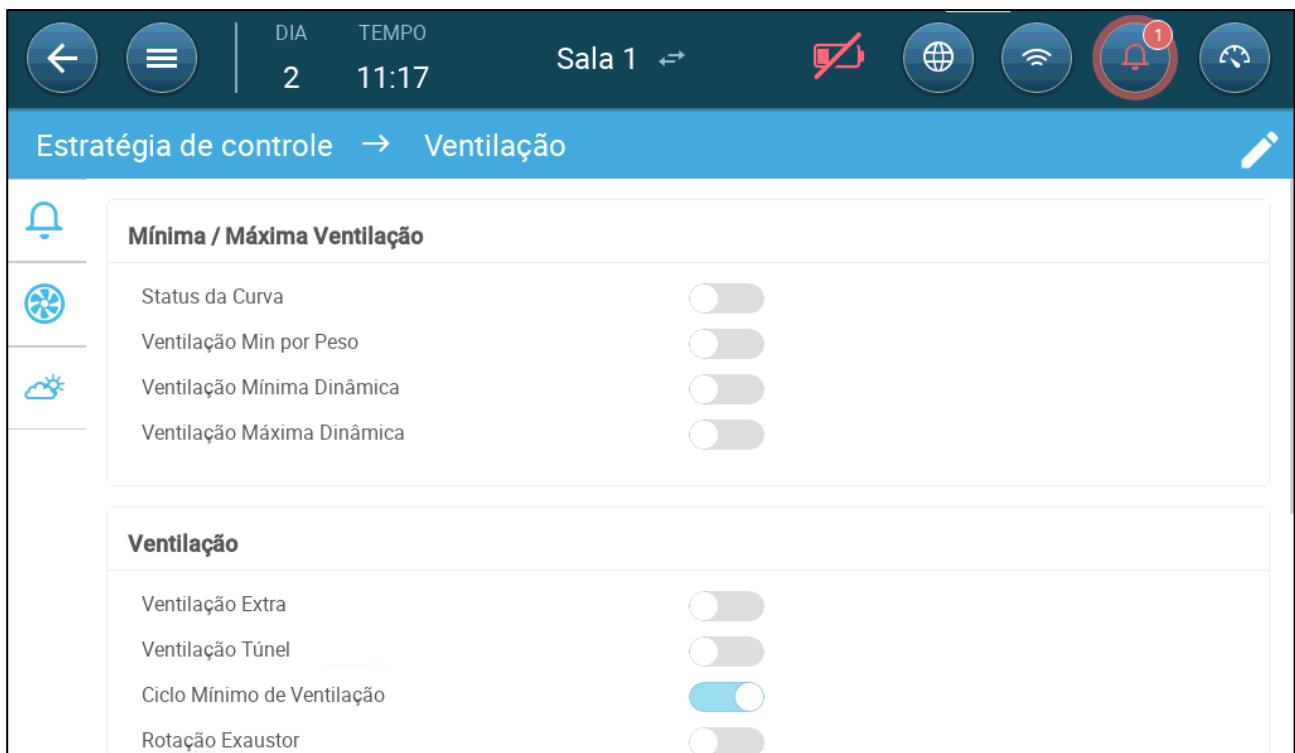 DIA TEMPO
2 11:17
Sala 1
1
Estratégia de controle → Ventilação
Mínima / Máxima Ventilação
Status da Curva
Ventilação Min por Peso
Ventilação Mínima Dinâmica
Ventilação Máxima Dinâmica
Ventilação
Ventilação Extra
Ventilação Túnel
Ciclo Mínimo de Ventilação
Rotação Exaustor